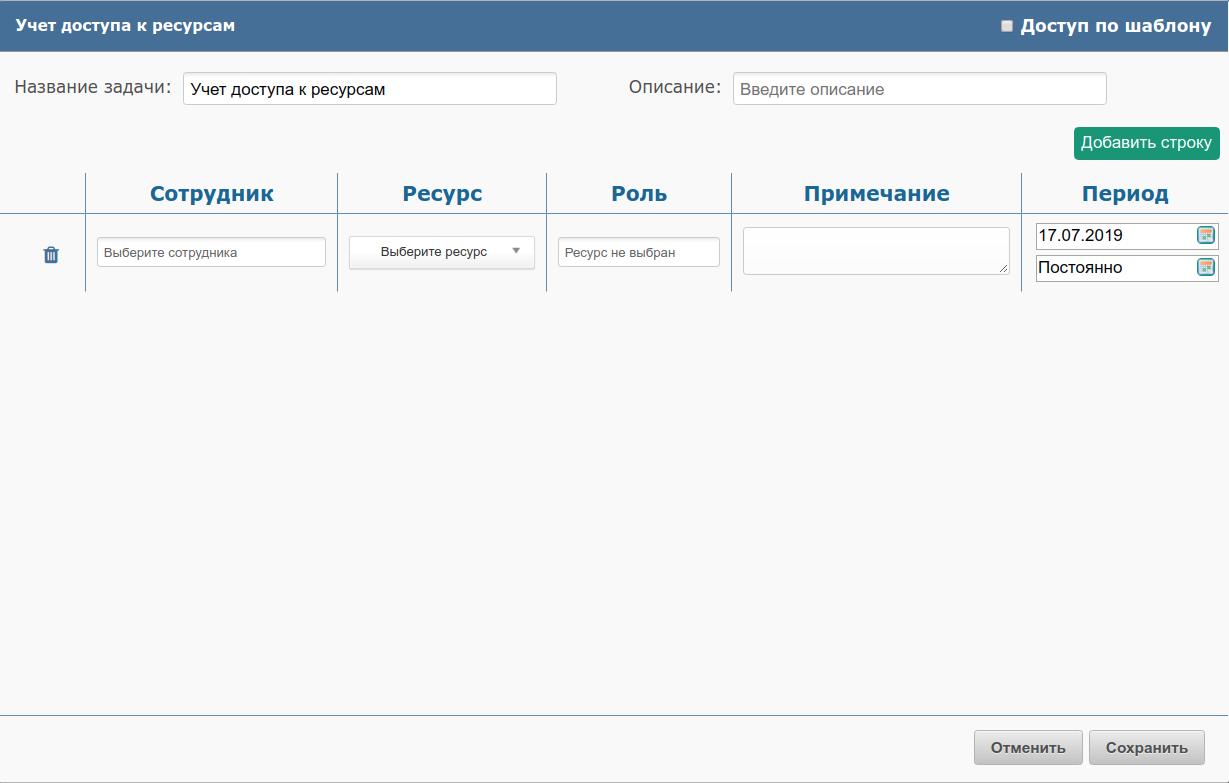 Учет доступа к ресурсам
Доступ по шаблону
Название задачи: Учет доступа к ресурсам
Описание: Введите описание
Добавить строку
Сотрудник Ресурс Роль Примечание Период
Выберите сотрудника Выберите ресурс Ресурс не выбран
17.07.2019
Постоянно
Отменить Сохранить